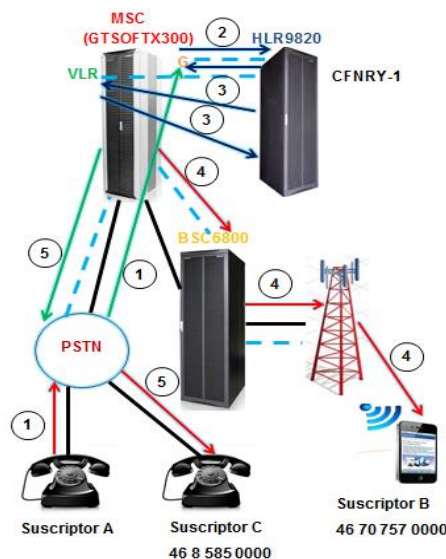 MSC
(GTSOFTX300)
2
HLR9820
VLR
G
3
CFNRY-1
3
4
5
BSC6800
1
4
PSTN
5
4
1
Suscriptor A
Suscriptor C
46 8 585 0000
Suscriptor B
46 70 757 0000